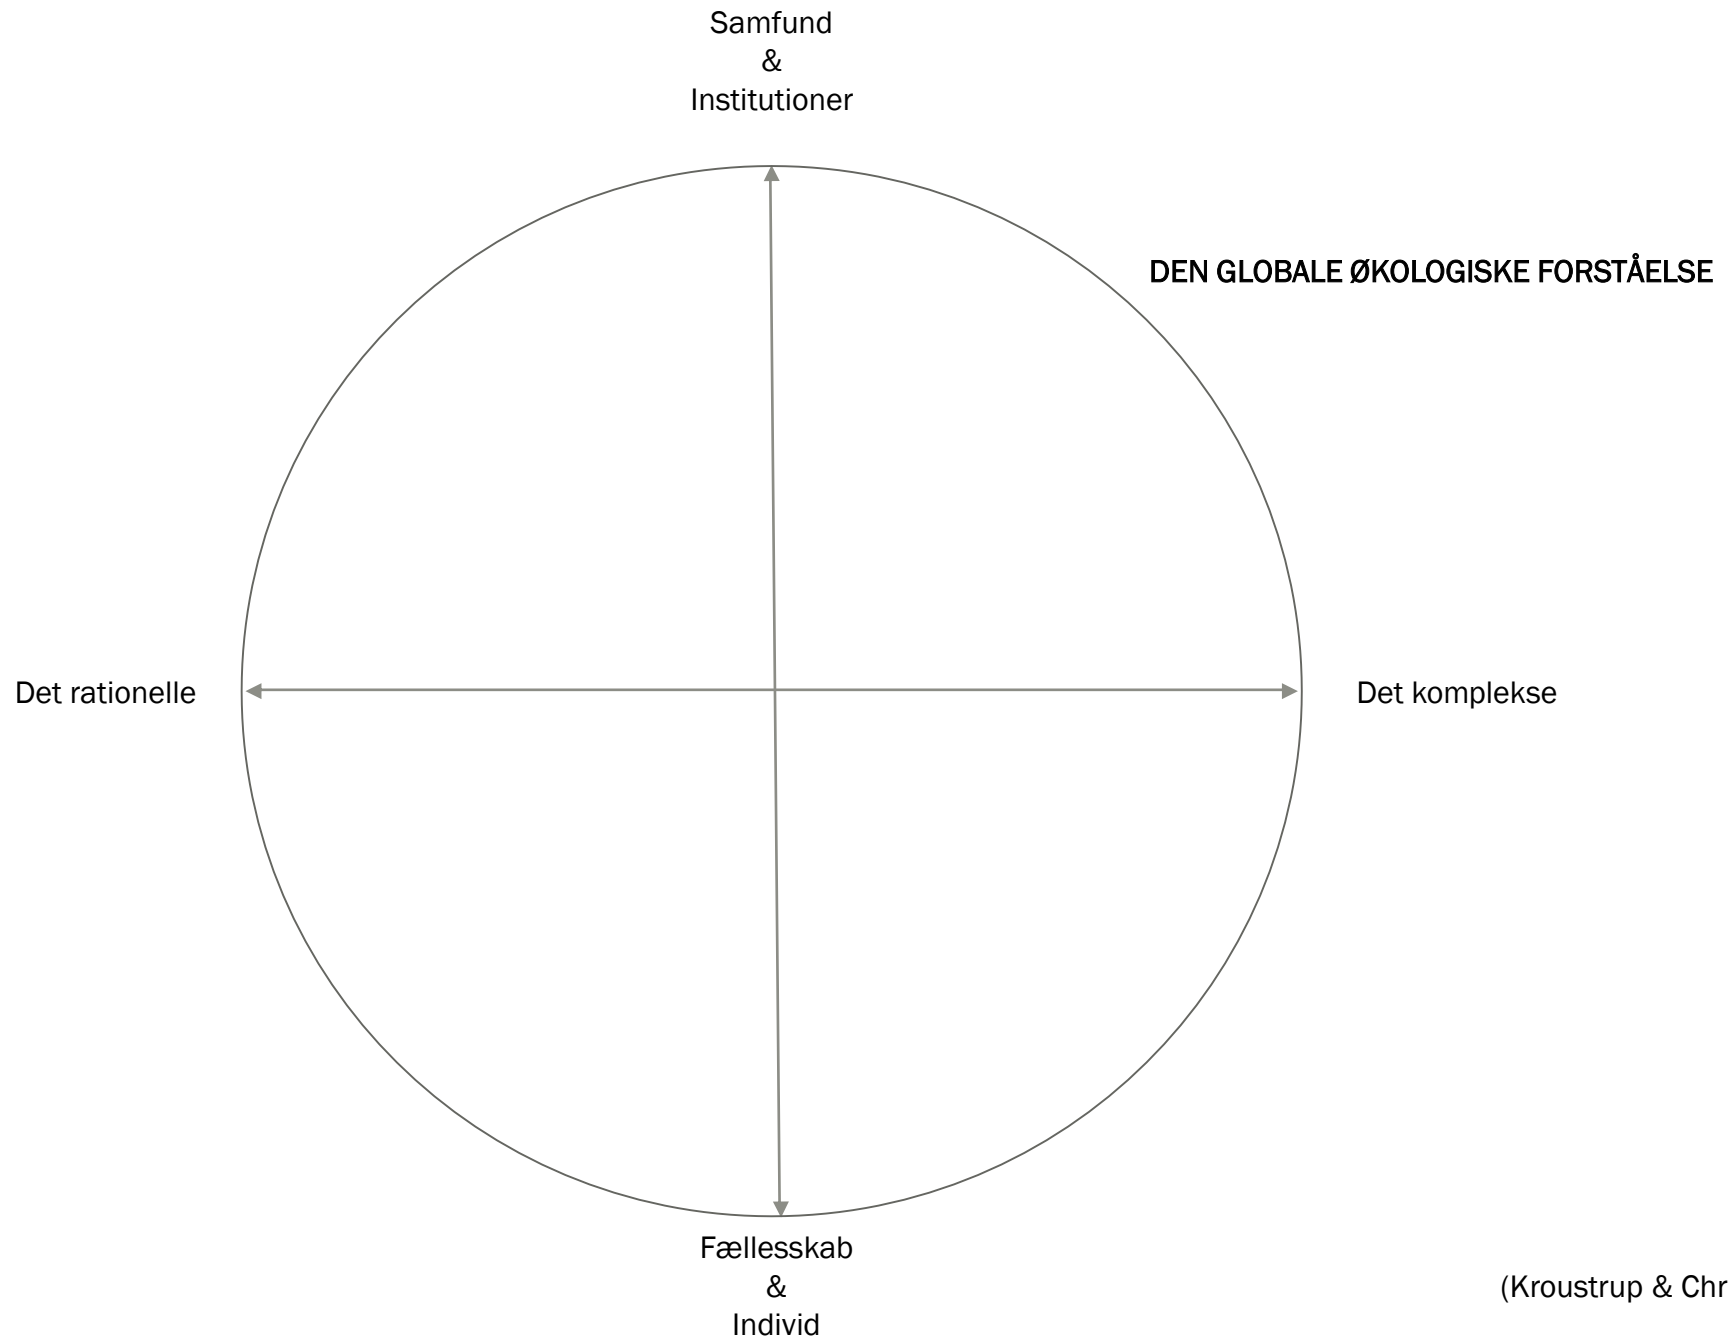 Samfund
&
Institutioner
DEN GLOBALE ØKOLOGISKE FORSTÅELSE
Det rationelle
Det komplekse
Fællesskab
&
Individ
(Kroustrup & Chr